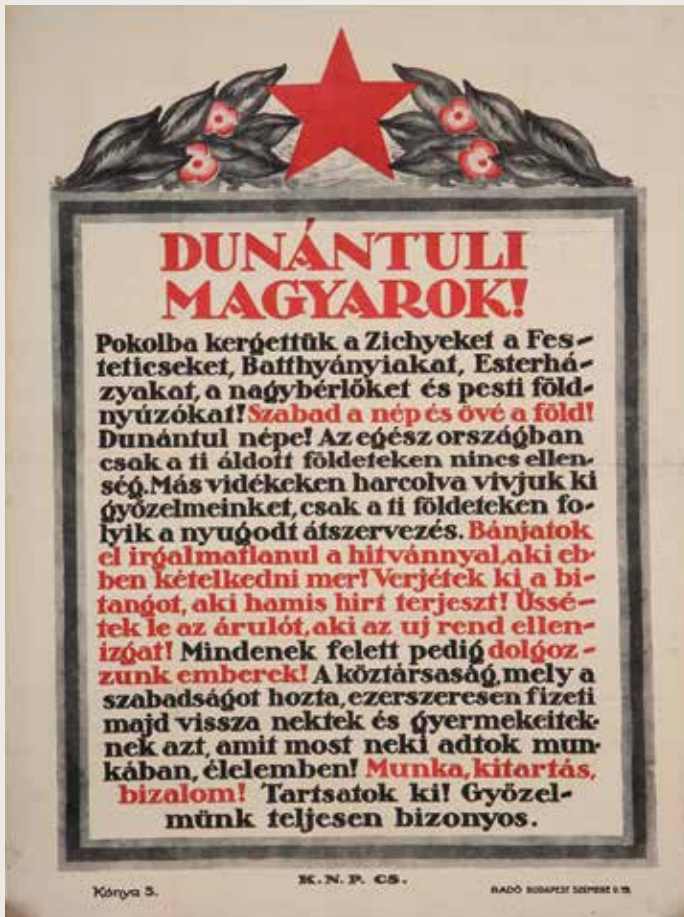 DUNÁNTULI
MAGYAROK!
Pokolba kergettük a Zichyeket a Fes-
teticseket, Batthyányiakat, Esterhá-
zyakat, a nagybérlőket és pesti föld-
nyúzókat! Szabad a nép és övé a föld!
Dunántul népe! Az egész országban
csak a ti áldott földeteken nincs ellen-
ség. Más vidékeken harcolva vivjuk ki
győzelmeinket, csak a ti földeteken fo-
lyik a nyugodt átszervezés. Bánjatok
el irgalmatlanul a hitvánnyal, aki eb-
ben kételkedni mer! Verjétek ki a bi-
tangot, aki hamis hirt terjeszt! Üssé-
tek le az árulót, aki az uj rend ellen-
izgat! Mindenek felett pedig dolgoz-
zunk emberek! A köztársaság, mely a
szabadságot hozta, ezerszeresen fizeti
majd vissza nektek és gyermekeitek-
nek azt, amit most neki adtok mun-
kában, élelemben! Munka, kitartás,
bizalom! Tartsatok ki! Győzel-
münk teljesen bizonyos.
K. N. P. CS.
Kónya S.
RADÓ BUDAPEST SZEMERE U.